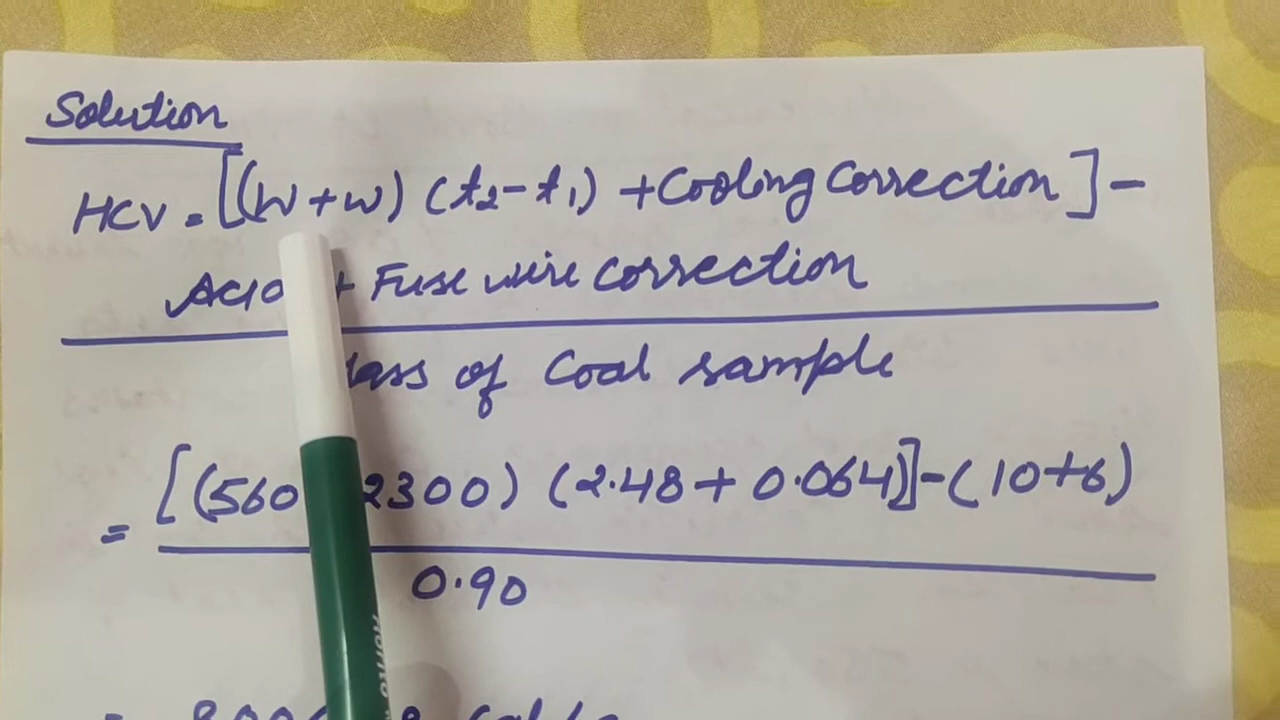 Solution
HCV = [(W+w) (t₂-t₁) + Cooling Correction] -
+ Fuse wire correction
of Coal sample
= [(560 2300) (2.48 + 0.064)] - (10+6)
0.90
=